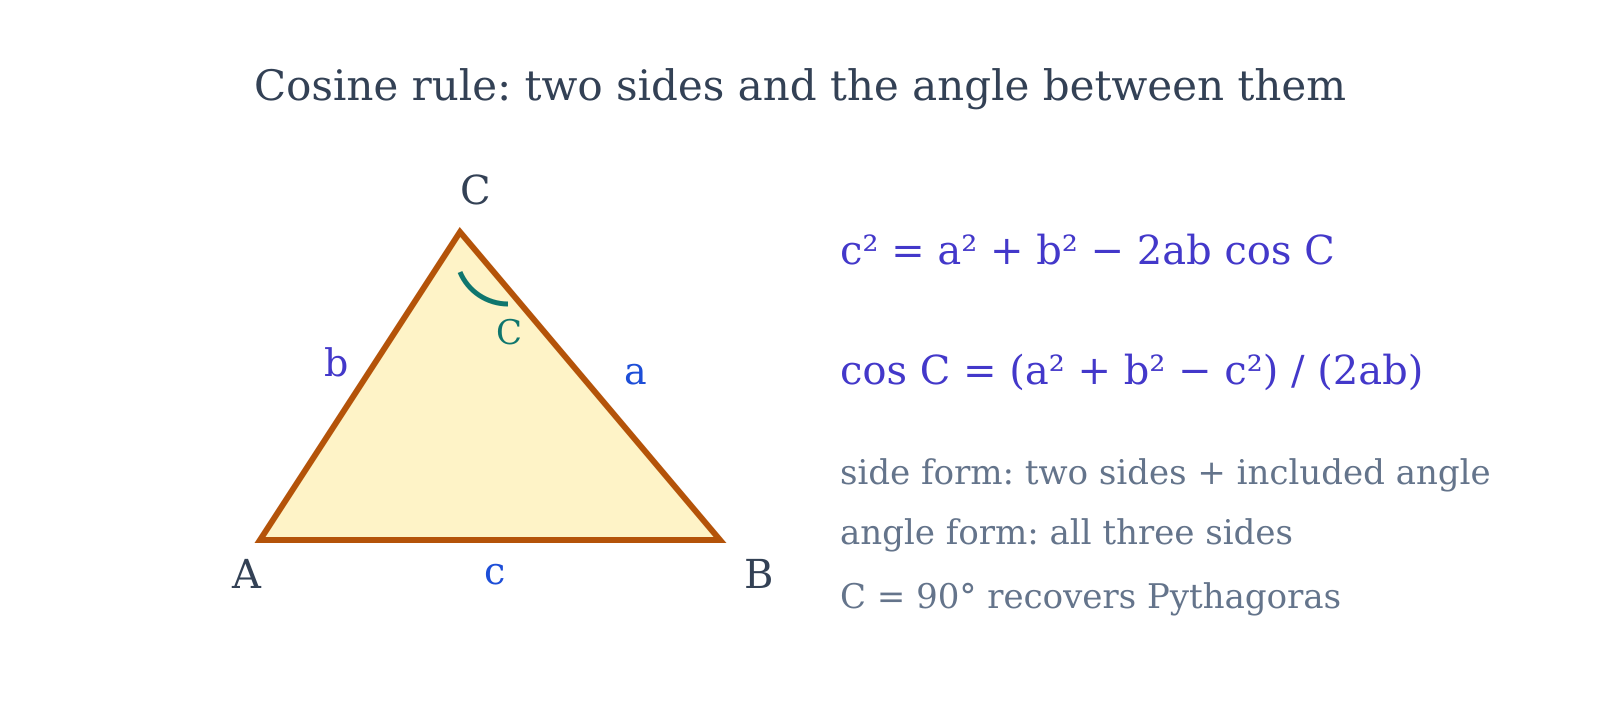 Cosine rule: two sides and the angle between them
C
C
b
a
A
c
B
c² = a² + b² − 2ab cos C
cos C = (a² + b² − c²) / (2ab)
side form: two sides + included angle
angle form: all three sides
C = 90° recovers Pythagoras